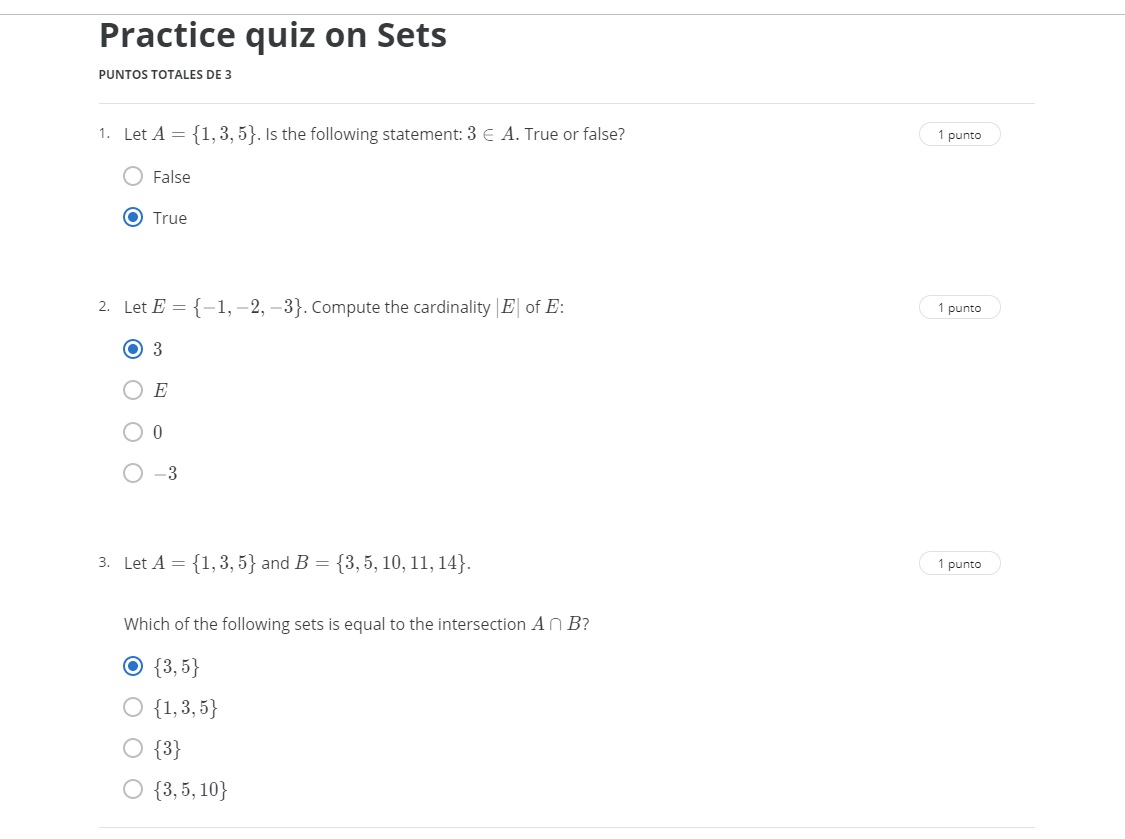 Practice quiz on Sets
PUNTOS TOTALES DE 3
1. Let A = {1, 3, 5}. Is the following statement: 3 ∈ A. True or false?
1 punto
False
True
2. Let E = {−1, −2, −3}. Compute the cardinality |E| of E:
1 punto
3
E
0
−3
3. Let A = {1, 3, 5} and B = {3, 5, 10, 11, 14}.
1 punto
Which of the following sets is equal to the intersection A ∩ B?
{3, 5}
{1, 3, 5}
{3}
{3, 5, 10}